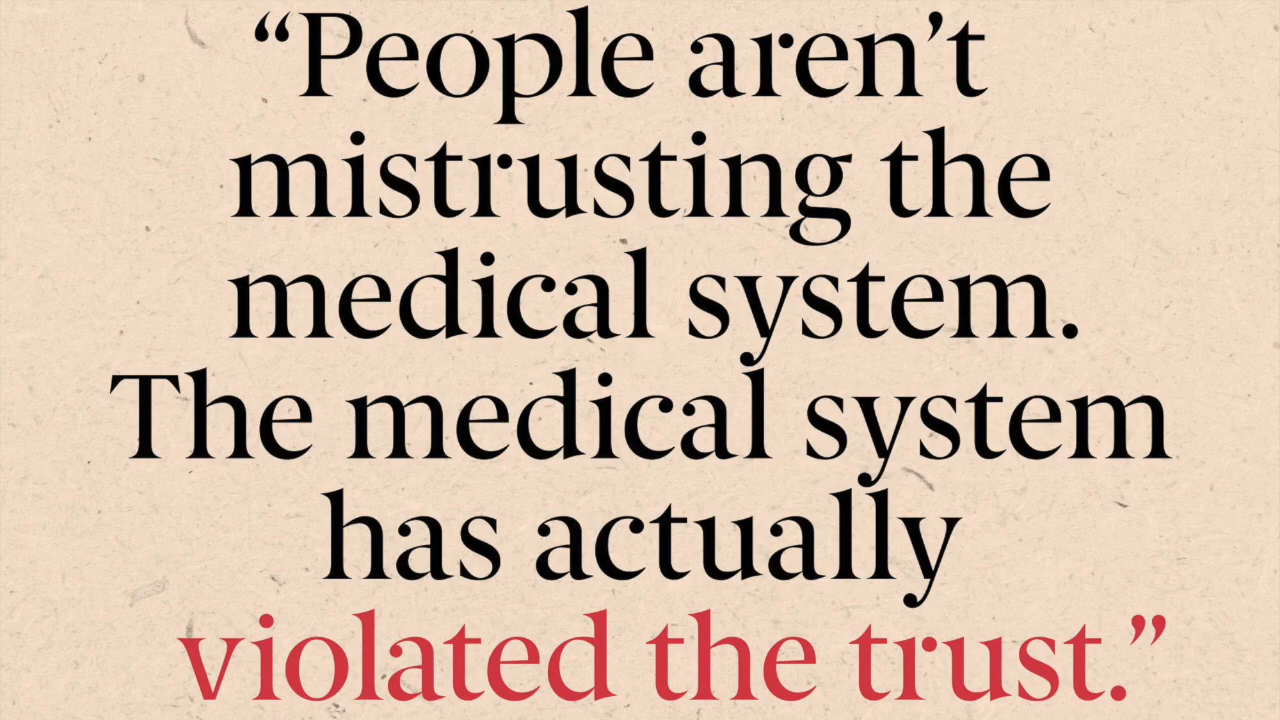 “People aren’t
mistrusting the
medical system.
The medical system
has actually
violated the trust.”